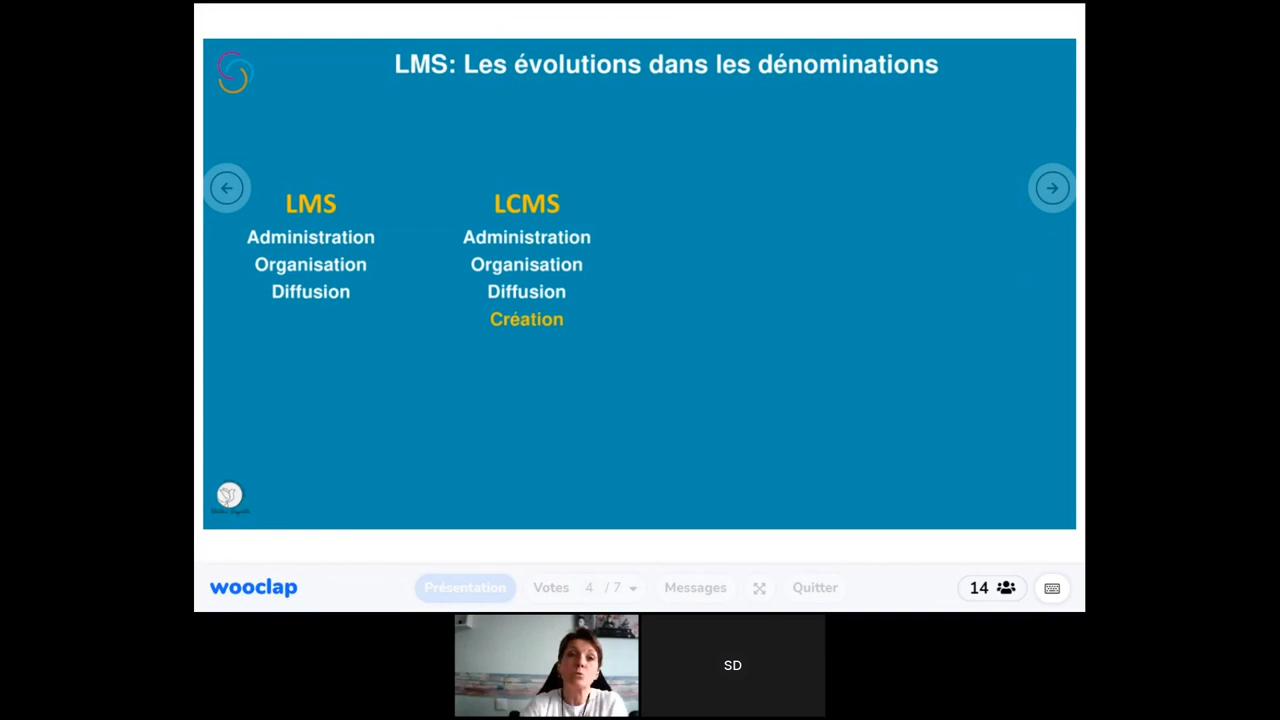 LMS: Les évolutions dans les dénominations
LMS
Administration
Organisation
Diffusion
LCMS
Administration
Organisation
Diffusion
Création
wooclap
Présentation
Votes 4 / 7
Messages
Quitter
14
SD